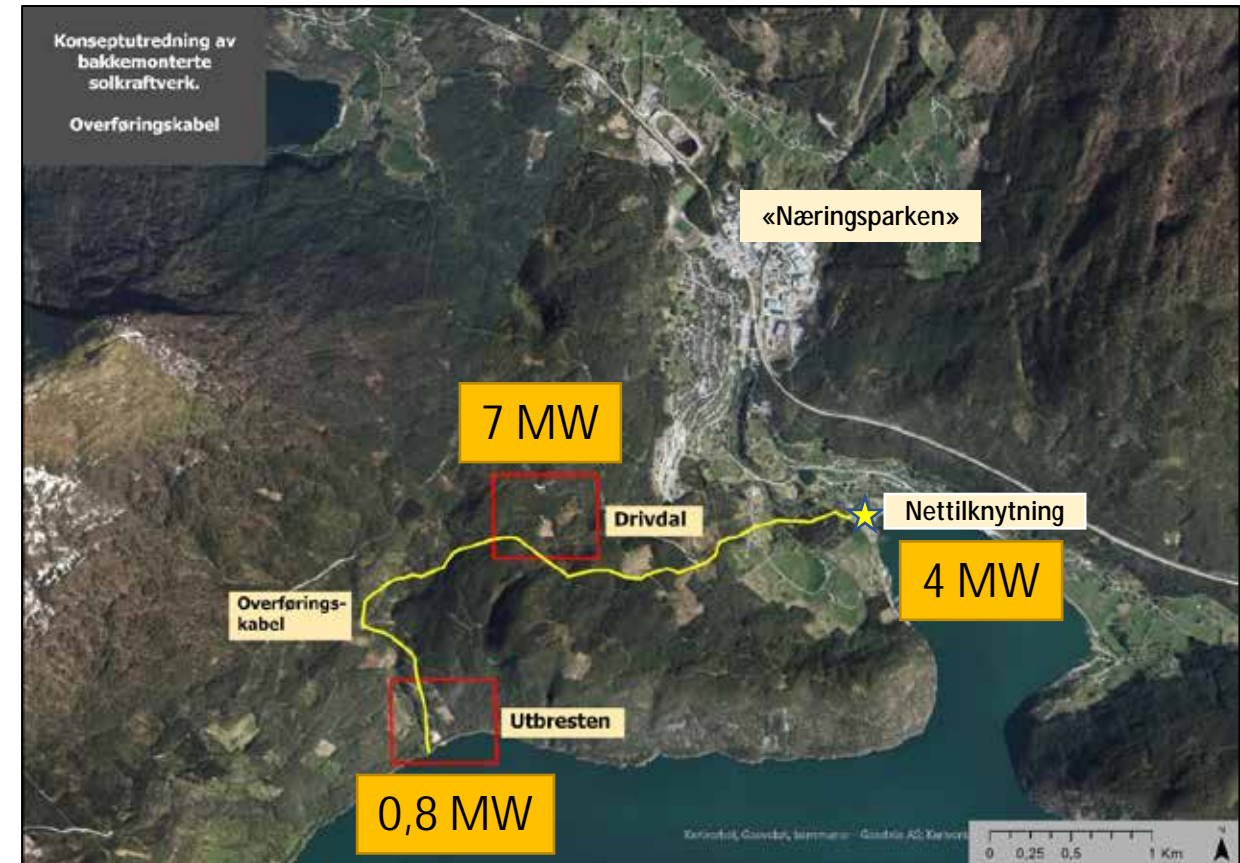 Konseptutredning av
bakkemonterte
solkraftverk.
Overføringskabel
«Næringsparken»
7 MW
Drivdal
Nettilknytning
4 MW
Overførings-
kabel
Utbresten
0,8 MW
0 0,25 0,5 1 Km
N